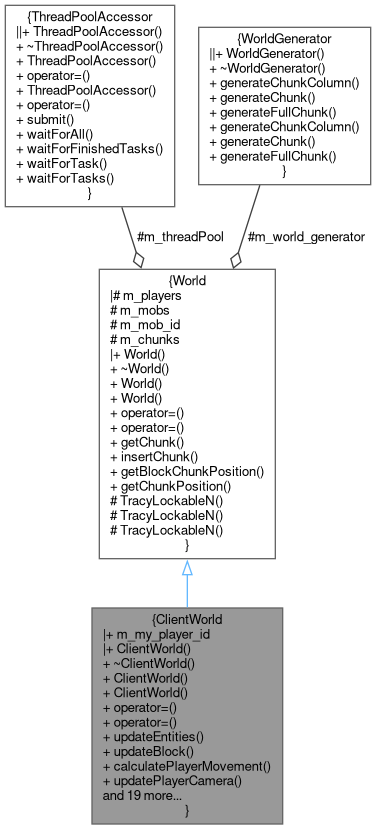 {ThreadPoolAccessor
||+ ThreadPoolAccessor()
+ ~ThreadPoolAccessor()
+ ThreadPoolAccessor()
+ operator=()
+ ThreadPoolAccessor()
+ operator=()
+ submit()
+ waitForAll()
+ waitForFinishedTasks()
+ waitForTask()
+ waitForTasks()
}
{WorldGenerator
||+ WorldGenerator()
+ ~WorldGenerator()
+ generateChunkColumn()
+ generateChunk()
+ generateFullChunk()
+ generateChunkColumn()
+ generateChunk()
+ generateFullChunk()
}
#m_threadPool
#m_world_generator
{World
|# m_players
# m_mobs
# m_mob_id
# m_chunks
|+ World()
+ ~World()
+ World()
+ World()
+ operator=()
+ operator=()
+ getChunk()
+ insertChunk()
+ getBlockChunkPosition()
+ getChunkPosition()
# TracyLockableN()
# TracyLockableN()
# TracyLockableN()
}
{ClientWorld
|+ m_my_player_id
|+ ClientWorld()
+ ~ClientWorld()
+ ClientWorld()
+ ClientWorld()
+ operator=()
+ operator=()
+ updateEntities()
+ updateBlock()
+ calculatePlayerMovement()
+ updatePlayerCamera()
and 19 more...
}